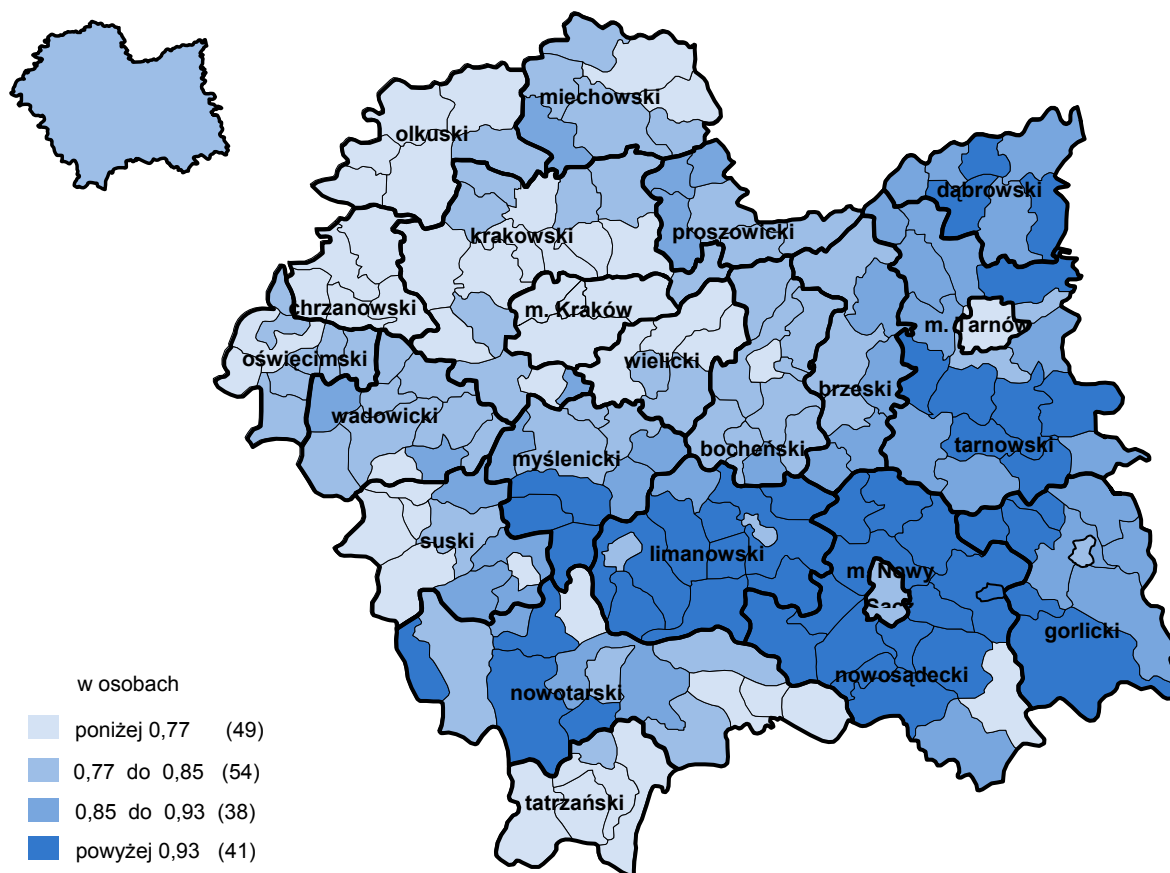 miechowski
olkuski
dąbrowski
krakowski
proszowicki
chrzanowski
m. Kraków
m. Tarnów
oświęcimski
wielicki
brzeski
wadowicki
tarnowski
myślenicki
bocheński
suski
limanowski
m. Nowy
Sącz
gorlicki
nowosądecki
nowotarski
tatrzański
w osobach
poniżej 0,77 (49)
0,77 do 0,85 (54)
0,85 do 0,93 (38)
powyżej 0,93 (41)